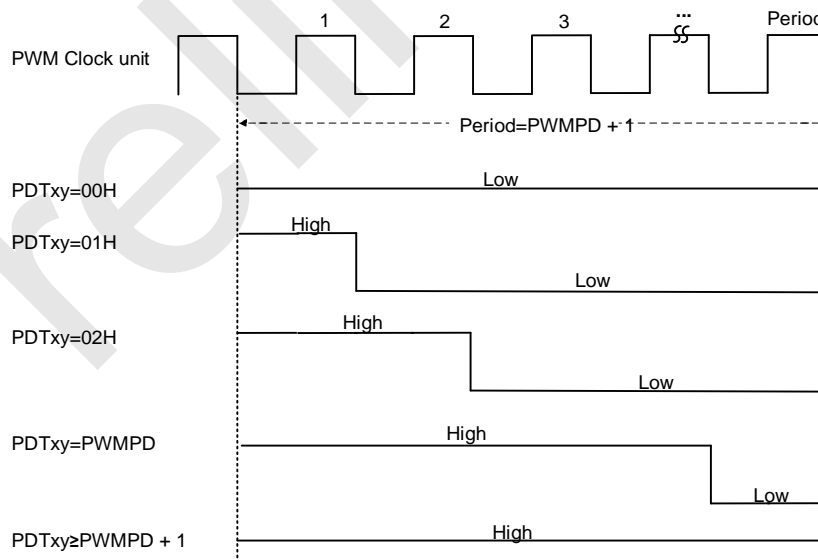 1 2 3 ... Period
PWM Clock unit
Period=PWMPD + 1
PDTxy=00H
Low
PDTxy=01H
High
Low
PDTxy=02H
High
Low
PDTxy=PWMPD
High
Low
PDTxy≥PWMPD + 1
High